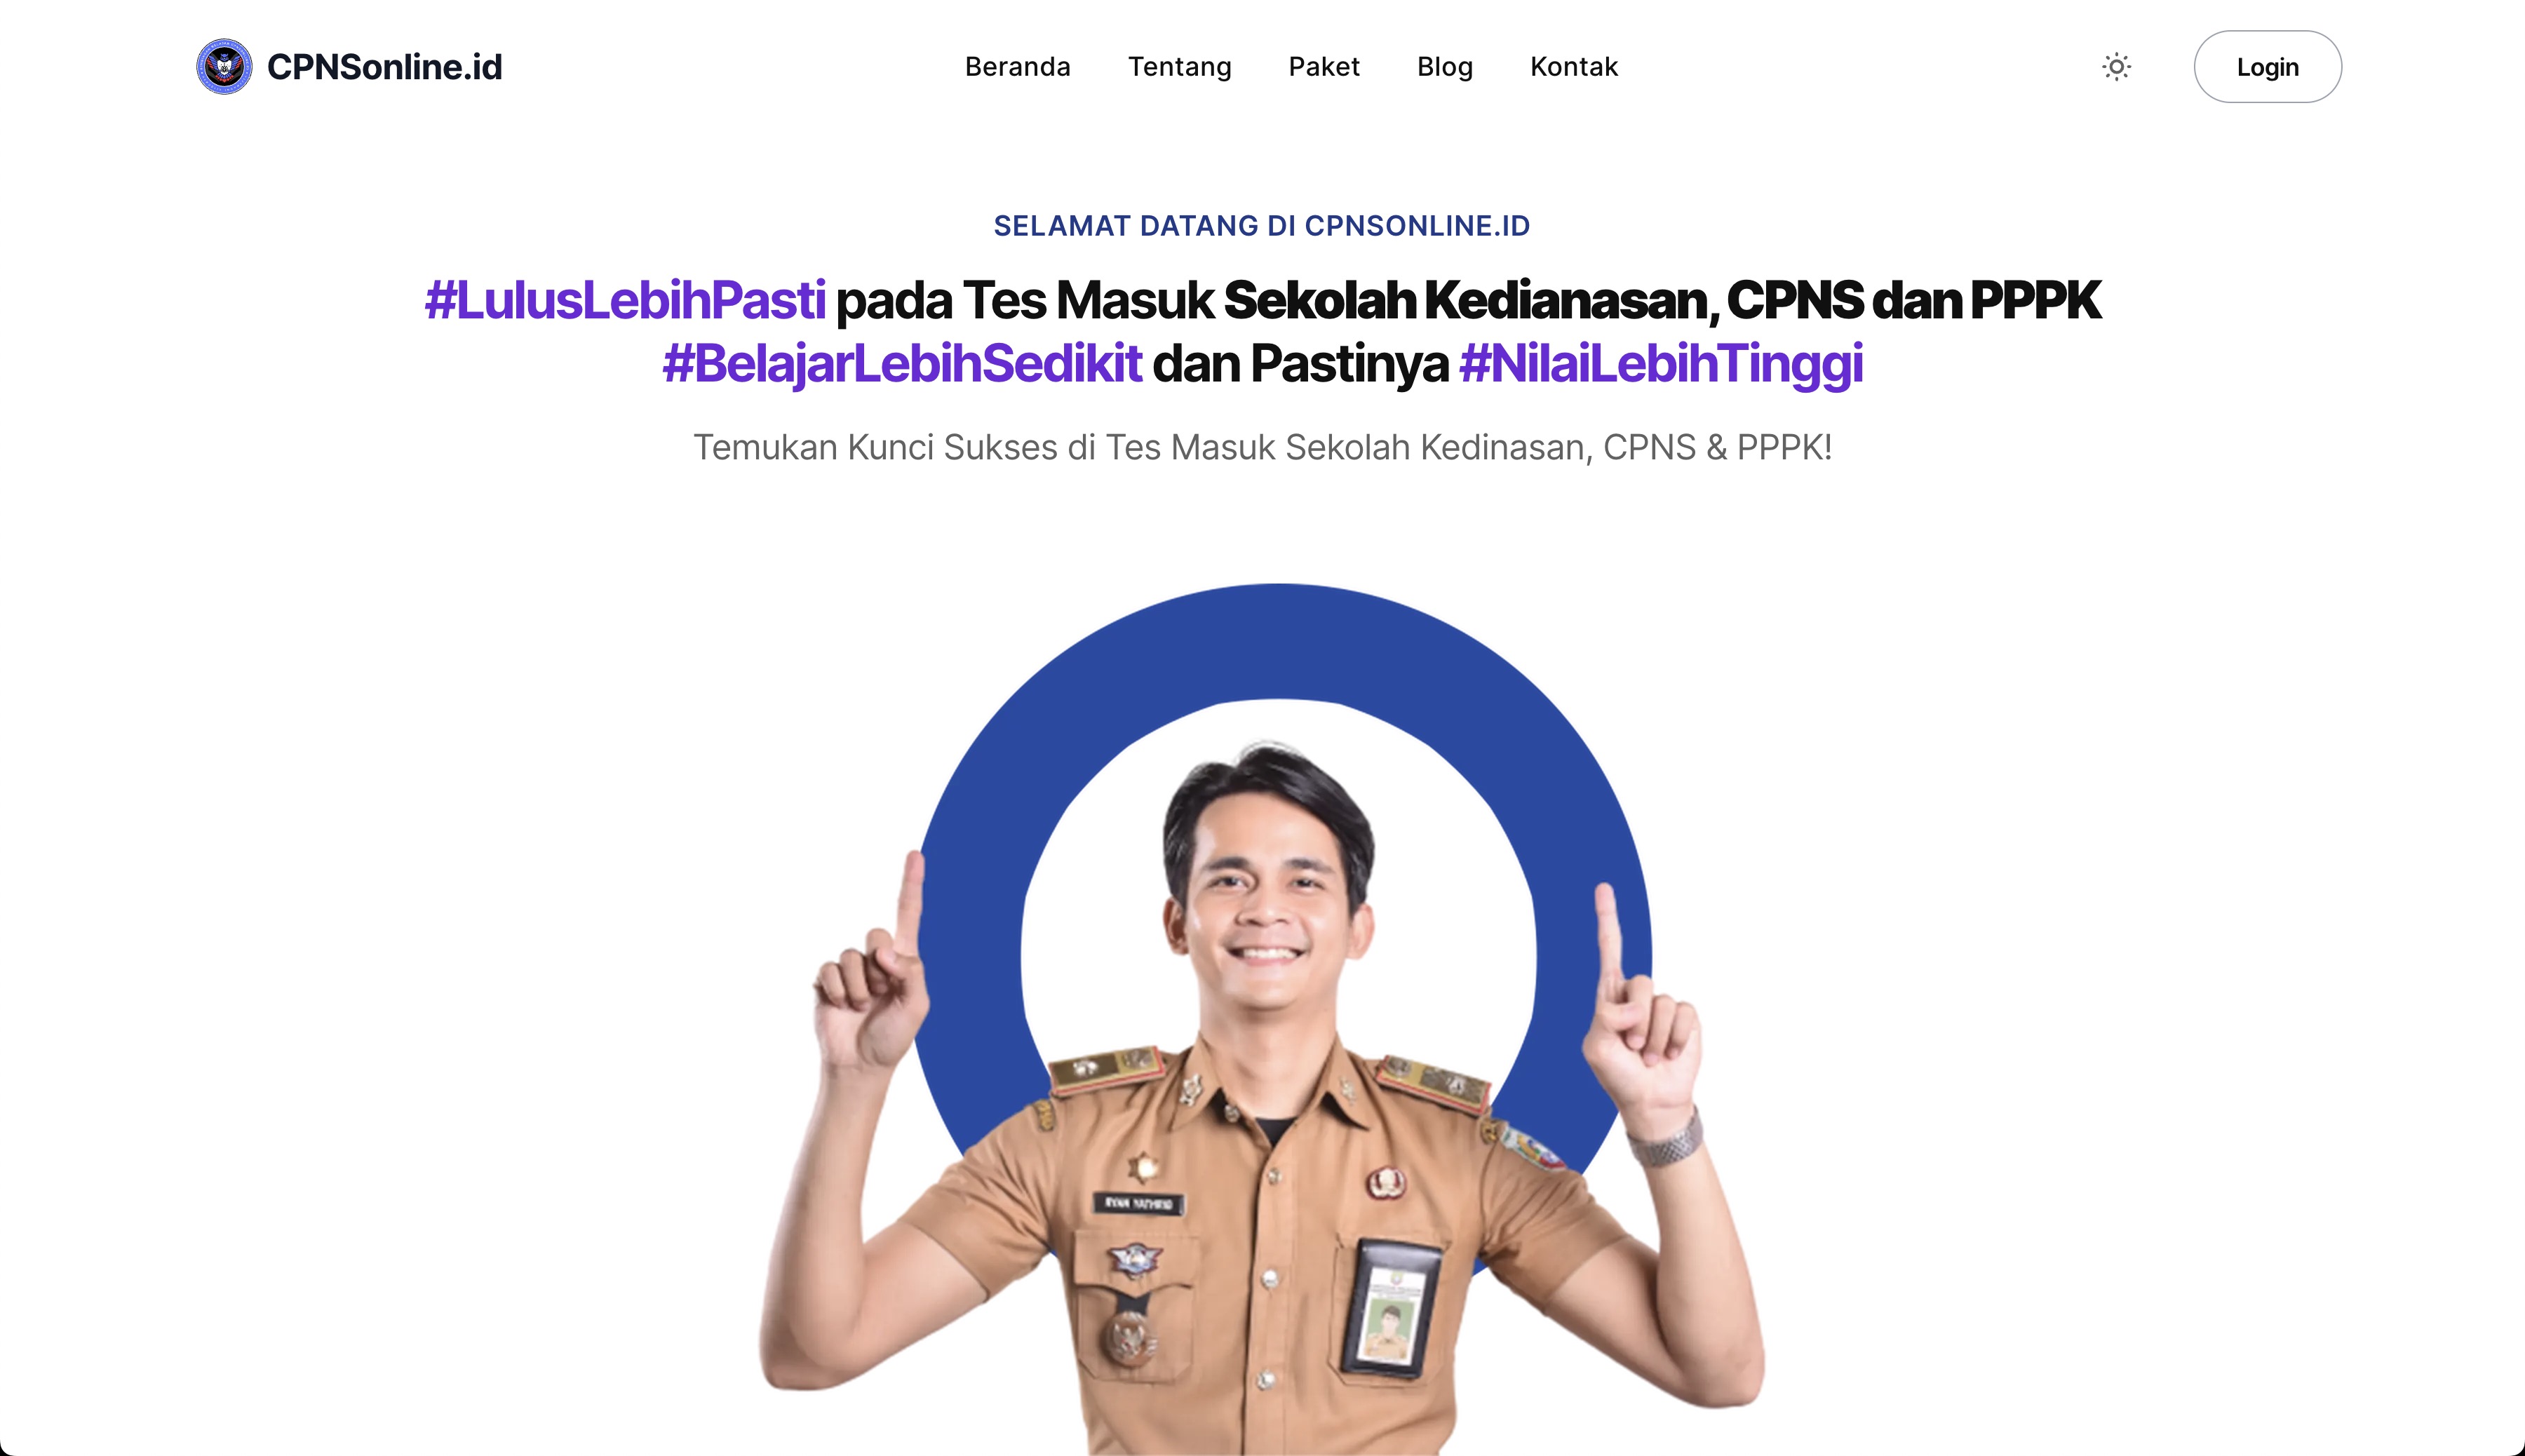 CPNSonline.id
Beranda Tentang Paket Blog Kontak
Login
SELAMAT DATANG DI CPNSONLINE.ID
#LulusLebihPasti pada Tes Masuk Sekolah Kedianasan, CPNS dan PPPK
#BelajarLebihSedikit dan Pastinya #NilaiLebihTinggi
Temukan Kunci Sukses di Tes Masuk Sekolah Kedinasan, CPNS & PPPK!